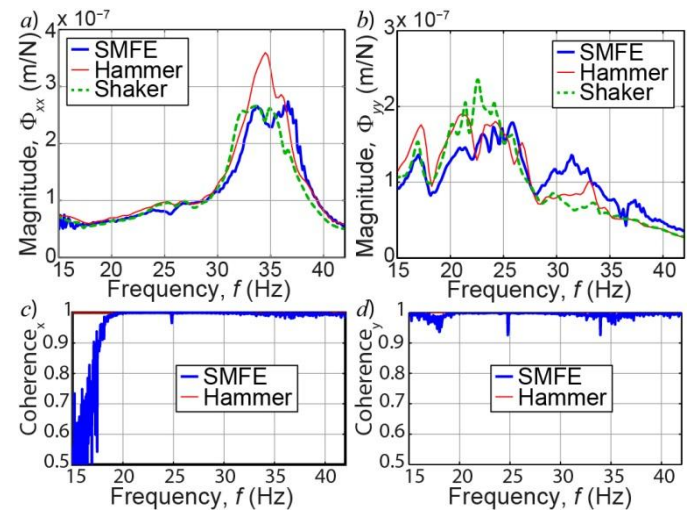 a)
× 10⁻⁷
4
3
2
1
0
Magnitude, Φxx (m/N)
SMFE
Hammer
Shaker
15 20 25 30 35 40
Frequency, f (Hz)
b)
× 10⁻⁷
3
2
1
0
Magnitude, Φyy (m/N)
SMFE
Hammer
Shaker
15 20 25 30 35 40
Frequency, f (Hz)
c)
1
0.9
0.8
0.7
0.6
0.5
Coherencex
SMFE
Hammer
15 20 25 30 35 40
Frequency, f (Hz)
d)
1
0.9
0.8
0.7
0.6
0.5
Coherencey
SMFE
Hammer
15 20 25 30 35 40
Frequency, f (Hz)